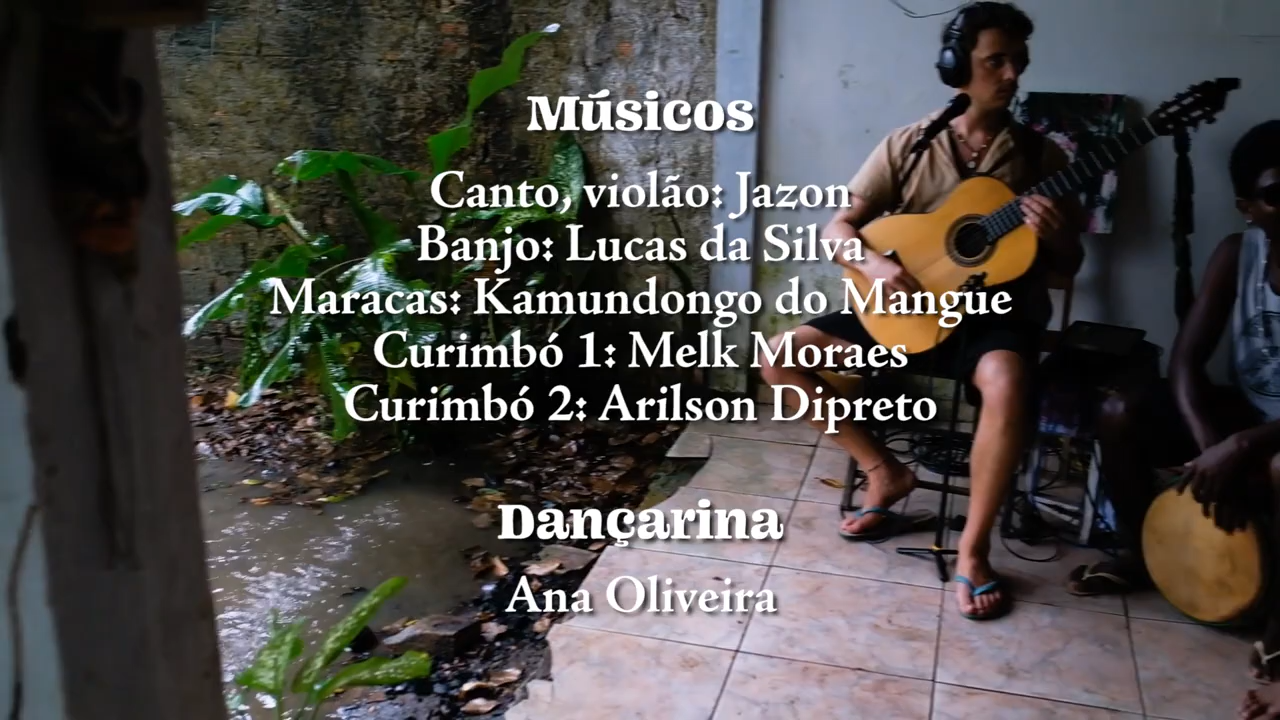 Músicos
Canto, violão: Jazon
Banjo: Lucas da Silva
Maracas: Kamundongo do Mangue
Curimbó 1: Melk Moraes
Curimbó 2: Arilson Dipreto
Dançarina
Ana Oliveira